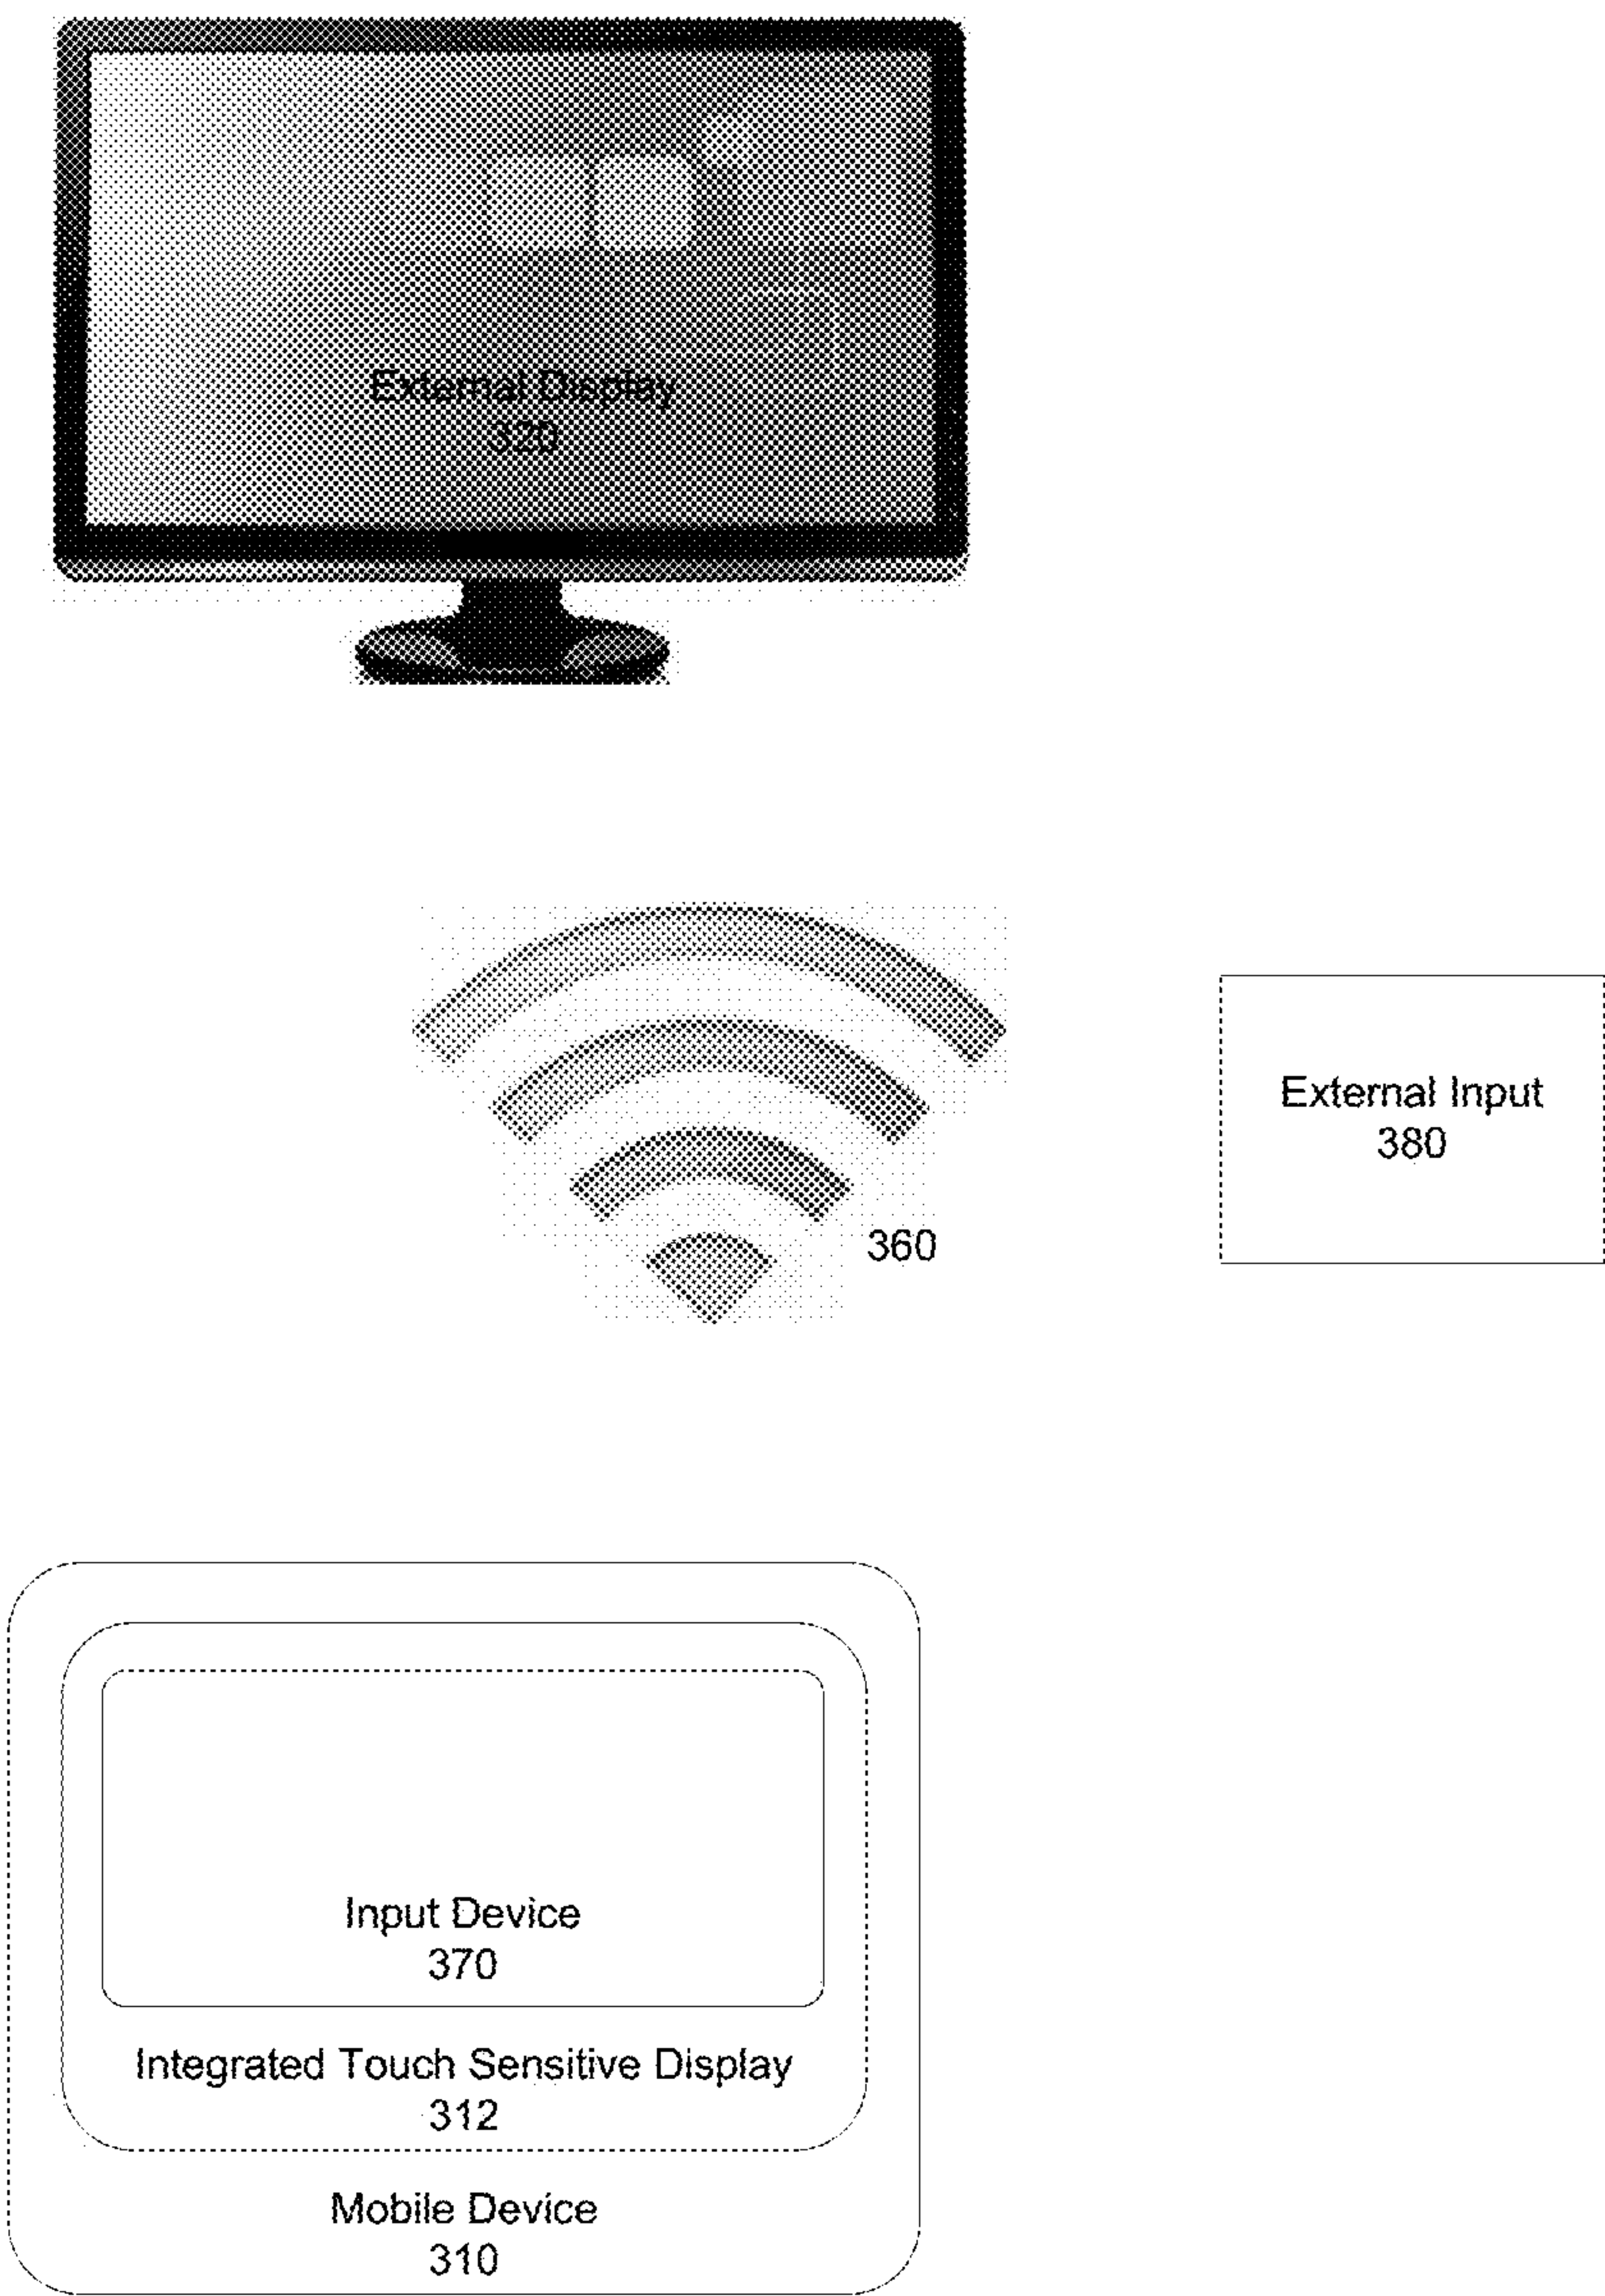 External Display
320
External Input
380
360
Input Device
370
Integrated Touch Sensitive Display
312
Mobile Device
310